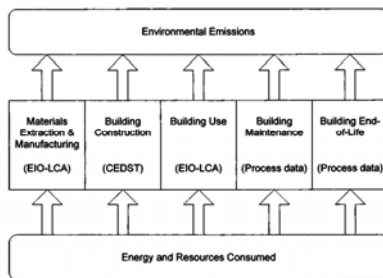 Environmental Emissions
Materials
Extraction &
Manufacturing
(EIO-LCA)
Building
Construction
(CEDST)
Building Use
(EIO-LCA)
Building
Maintenance
(Process data)
Building End-
of-Life
(Process data)
Energy and Resources Consumed